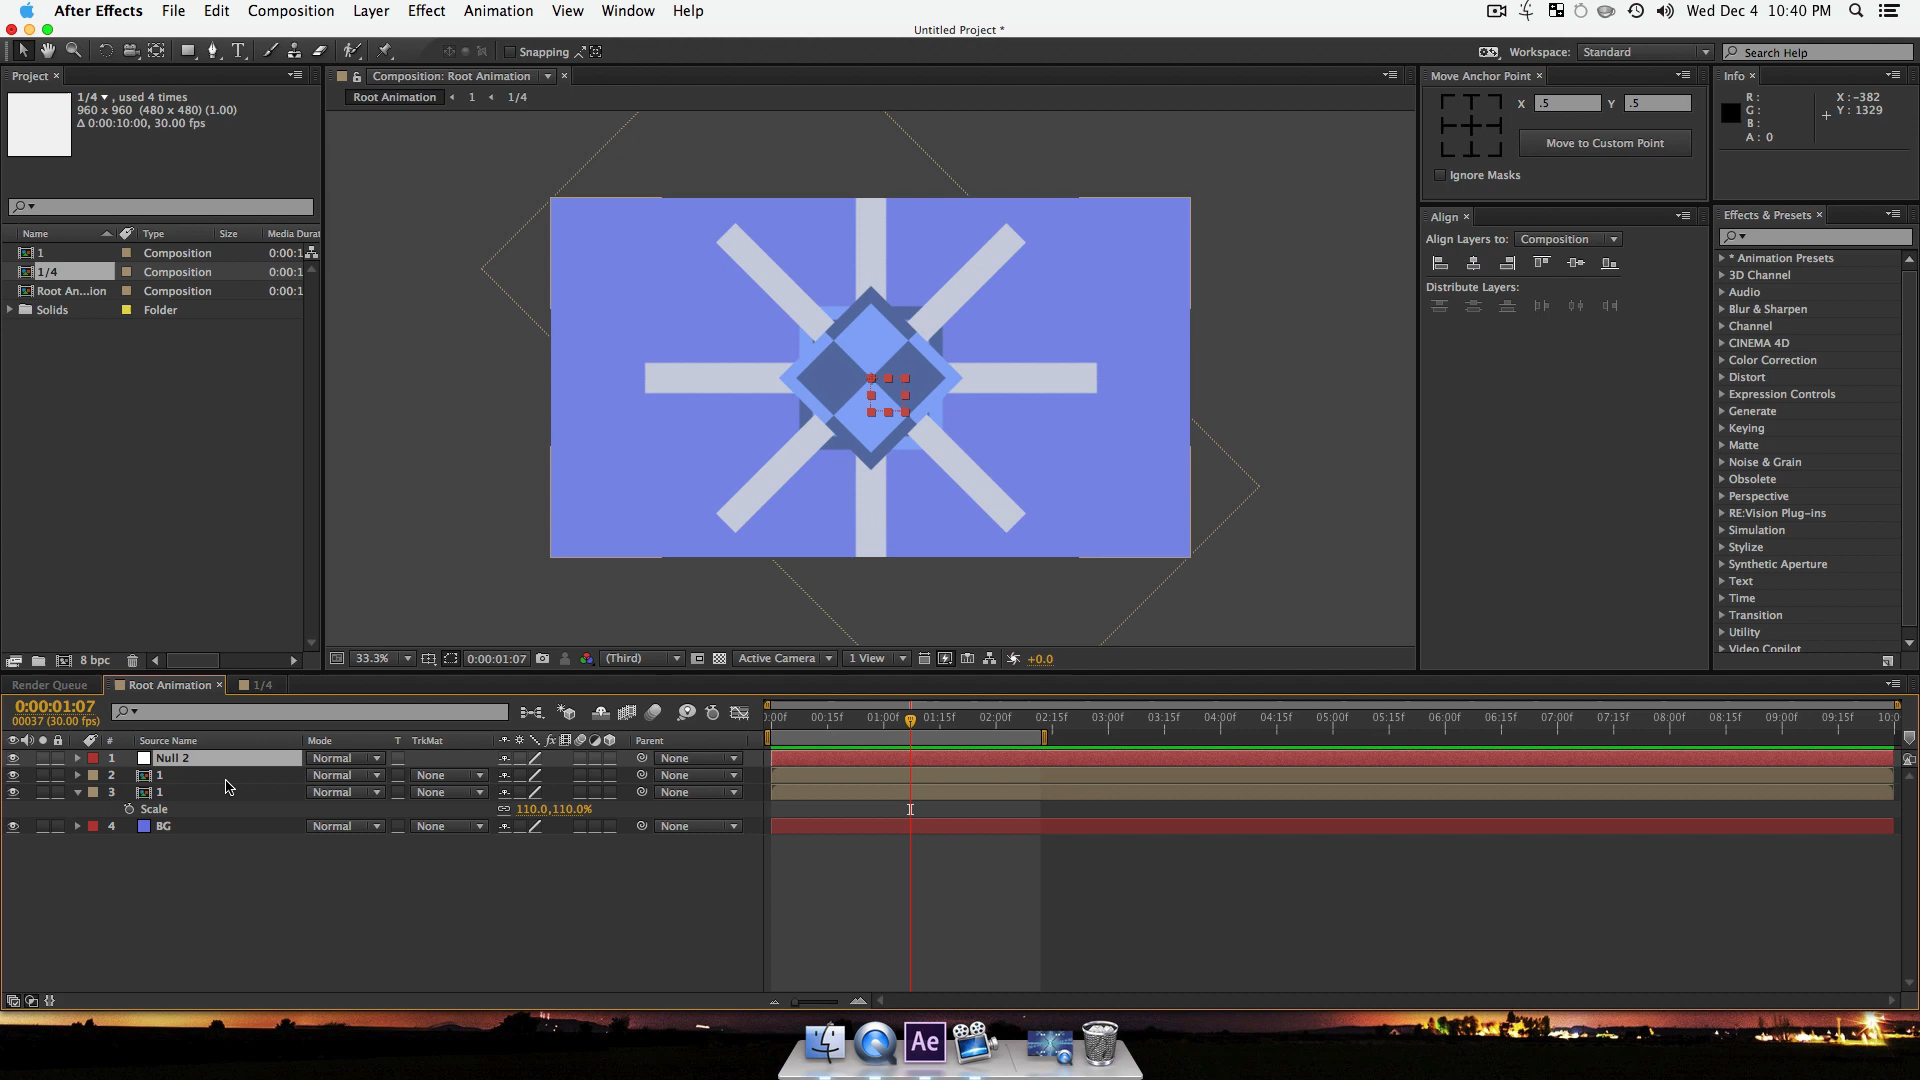 After Effects File Edit Composition Layer Effect Animation View Window Help Wed Dec 4 10:40 PM
Untitled Project *
Snapping Workspace: Standard Search Help
Project Composition: Root Animation Move Anchor Point Info
1/4 , used 4 times
960 x 960 (480 x 480) (1.00)
Δ 0:00:10:00, 30.00 fps
Root Animation 1 1/4
X .5 Y .5
Move to Custom Point
Ignore Masks
R :
G :
B :
A : 0
X : -382
Y : 1329
Name Type Size Media Durat
1 Composition 0:00:1
1/4 Composition 0:00:1
Root An...ion Composition 0:00:1
Solids Folder
Align
Align Layers to: Composition
Distribute Layers:
Effects & Presets
* Animation Presets
3D Channel
Audio
Blur & Sharpen
Channel
CINEMA 4D
Color Correction
Distort
Expression Controls
Generate
Keying
Matte
Noise & Grain
Obsolete
Perspective
RE:Vision Plug-ins
Simulation
Stylize
Synthetic Aperture
Text
Time
Transition
Utility
Video Copilot
8 bpc
33.3% 0:00:01:07 (Third) Active Camera 1 View +0.0
Render Queue Root Animation 1/4
0:00:01:07
00037 (30.00 fps)
:00f 00:15f 01:00f 01:15f 02:00f 02:15f 03:00f 03:15f 04:00f 04:15f 05:00f 05:15f 06:00f 06:15f 07:00f 07:15f 08:00f 08:15f 09:00f 09:15f 10:0
# Source Name Mode T TrkMat fx Parent
1 Null 2 Normal None
2 1 Normal None None
3 1 Normal None None
Scale 110.0,110.0%
4 BG Normal None None
Ae